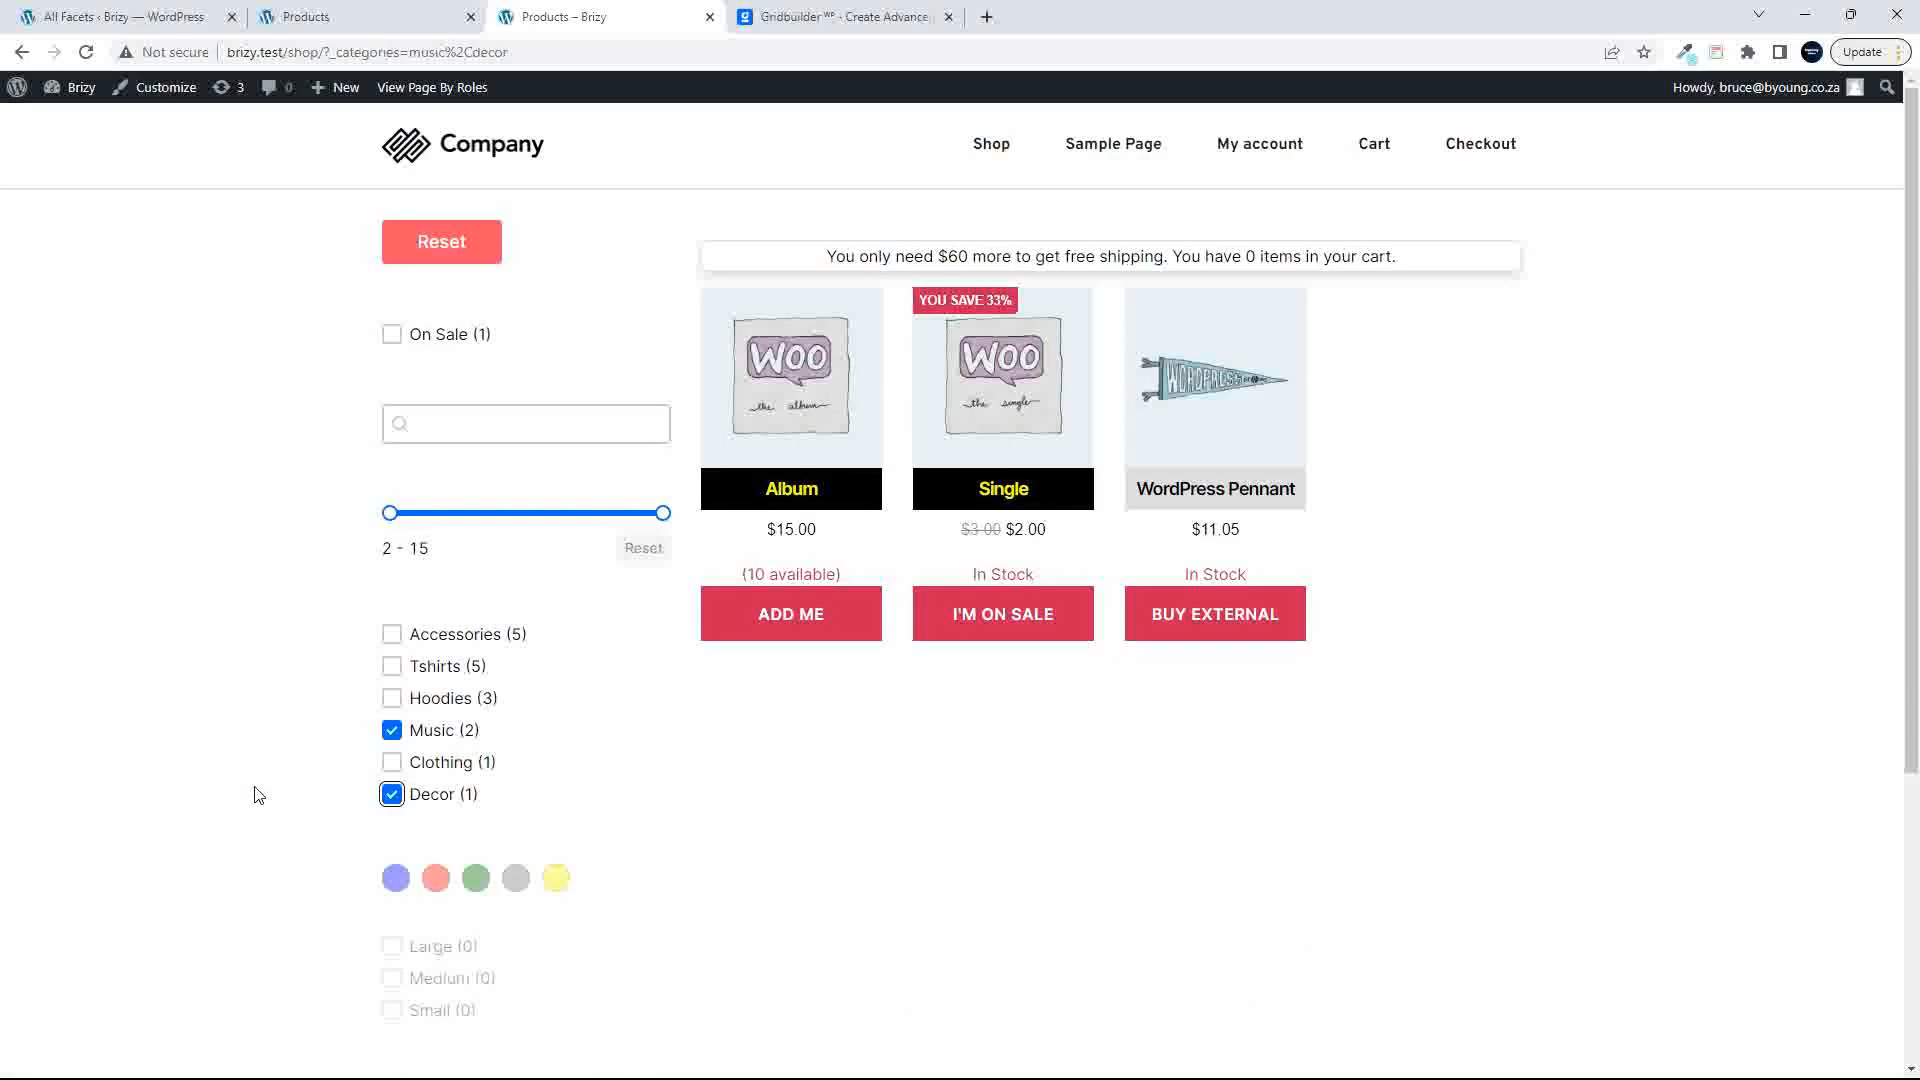 All Facets ‹ Brizy — WordPress
Products
Products – Brizy
Gridbuilder ᵂᴾ - Create Advance
Not secure
brizy.test/shop/?_categories=music%2Cdecor
Update
Brizy
Customize
3
0
New
View Page By Roles
Howdy, bruce@byoung.co.za
Company
Shop
Sample Page
My account
Cart
Checkout
Reset
You only need $60 more to get free shipping. You have 0 items in your cart.
On Sale (1)
2 - 15
Reset
Accessories (5)
Tshirts (5)
Hoodies (3)
Music (2)
Clothing (1)
Decor (1)
Large (0)
Medium (0)
Small (0)
WOO
the album
Album
$15.00
(10 available)
ADD ME
YOU SAVE 33%
WOO
the single
Single
$3.00 $2.00
In Stock
I'M ON SALE
WORDPRESS
WordPress Pennant
$11.05
In Stock
BUY EXTERNAL